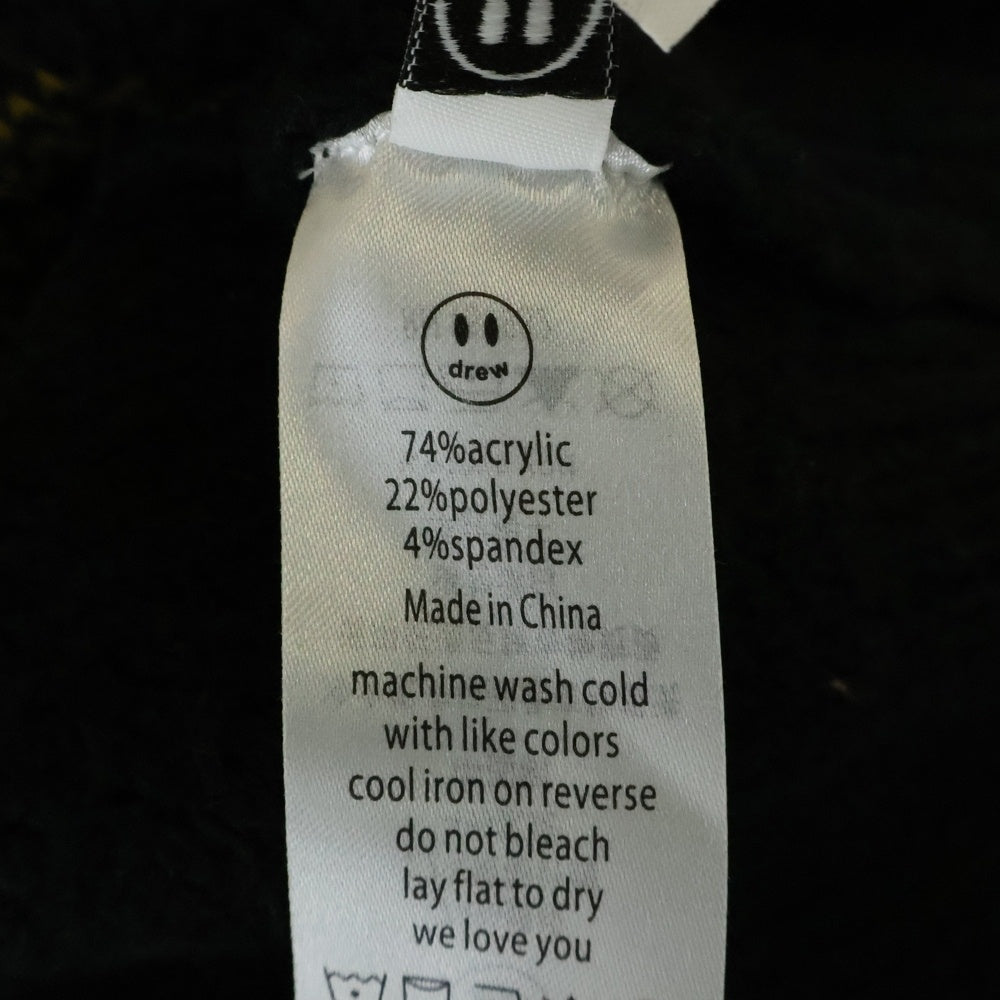 drew
74%acrylic
22%polyester
4%spandex
Made in China
machine wash cold
with like colors
cool iron on reverse
do not bleach
lay flat to dry
we love you